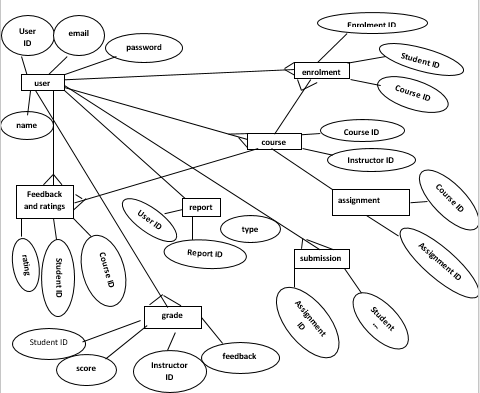 Enrolment ID
User
ID
email
password
Student ID
enrolment
user
Course ID
name
Course ID
course
Instructor ID
Feedback
and ratings
report
assignment
Course ID
User ID
type
rating
Student ID
Course ID
Report ID
submission
Assignment ID
grade
Assignment
ID
Student
...
Student ID
score
Instructor
ID
feedback